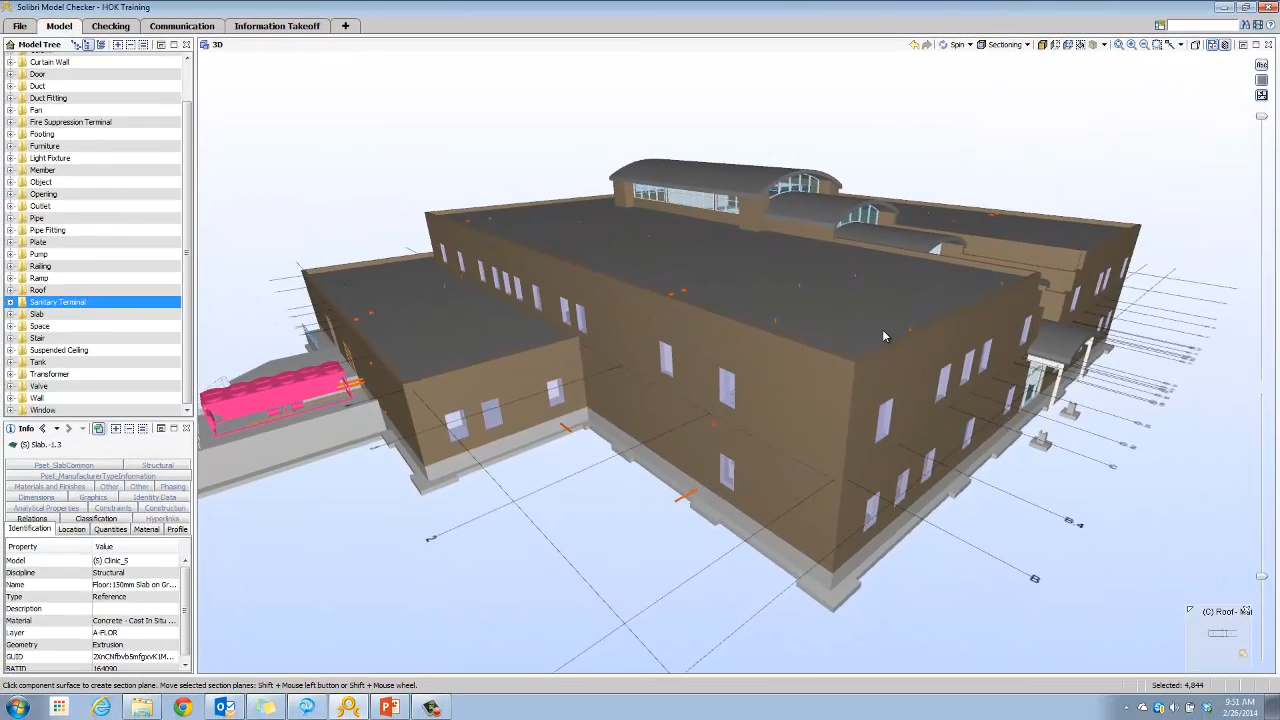 Solibri Model Checker - HOK Training
File Model Checking Communication Information Takeoff +
Model Tree
3D
Spin Sectioning
Curtain Wall
Door
Duct
Duct Fitting
Fan
Fire Suppression Terminal
Footing
Furniture
Light Fixture
Member
Object
Opening
Outlet
Pipe
Pipe Fitting
Plate
Pump
Railing
Ramp
Roof
Sanitary Terminal
Slab
Space
Stair
Suspended Ceiling
Tank
Transformer
Valve
Wall
Window
Info
(S) Slab.-1.3
Pset_SlabCommon Structural
Pset_ManufacturerTypeInformation
Materials and Finishes Other Other Phasing
Dimensions Graphics Identity Data
Analytical Properties Constraints Construction
Relations Classification Hyperlinks
Identification Location Quantities Material Profile
Property Value
Model (S) Clinic_S
Discipline Structural
Name Floor:150mm Slab on Gr...
Type Reference
Description
Material Concrete - Cast In Situ ...
Layer A-FLOR
Geometry Extrusion
GUID
BATID 164090
B.4
B
(C) Roof-
Click component surface to create section plane. Move selected section planes: Shift + Mouse left button or Shift + Mouse wheel.
Selected: 4,844
9:51 AM
2/26/2014